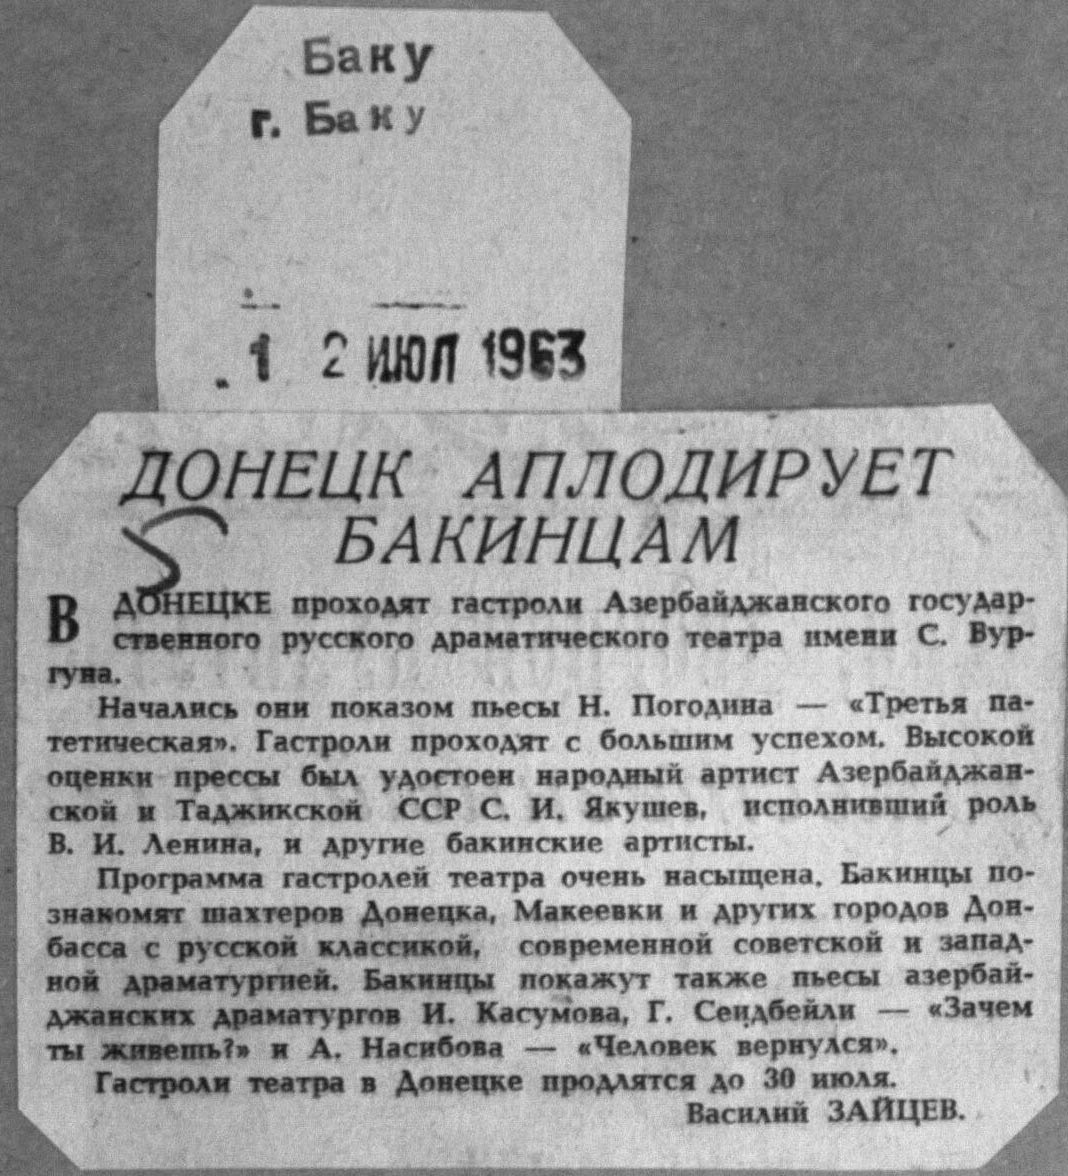 Баку
г. Баку
1 2 ИЮЛ 1963
ДОНЕЦК АПЛОДИРУЕТ
БАКИНЦАМ
В ДОНЕЦКЕ проходят гастроли Азербайджанского государ-
ственного русского драматического театра имени С. Вур-
гуна.
Начались они показом пьесы Н. Погодина — «Третья па-
тетическая». Гастроли проходят с большим успехом. Высокой
оценки прессы был удостоен народный артист Азербайджан-
ской и Таджикской ССР С. И. Якушев, исполнивший роль
В. И. Ленина, и другие бакинские артисты.
Программа гастролей театра очень насыщена. Бакинцы по-
знакомят шахтеров Донецка, Макеевки и других городов Дон-
басса с русской классикой, современной советской и запад-
ной драматургией. Бакинцы покажут также пьесы азербай-
джанских драматургов И. Касумова, Г. Сеидбейли — «Зачем
ты живешь?» и А. Насибова — «Человек вернулся».
Гастроли театра в Донецке продлятся до 30 июля.
Василий ЗАЙЦЕВ.